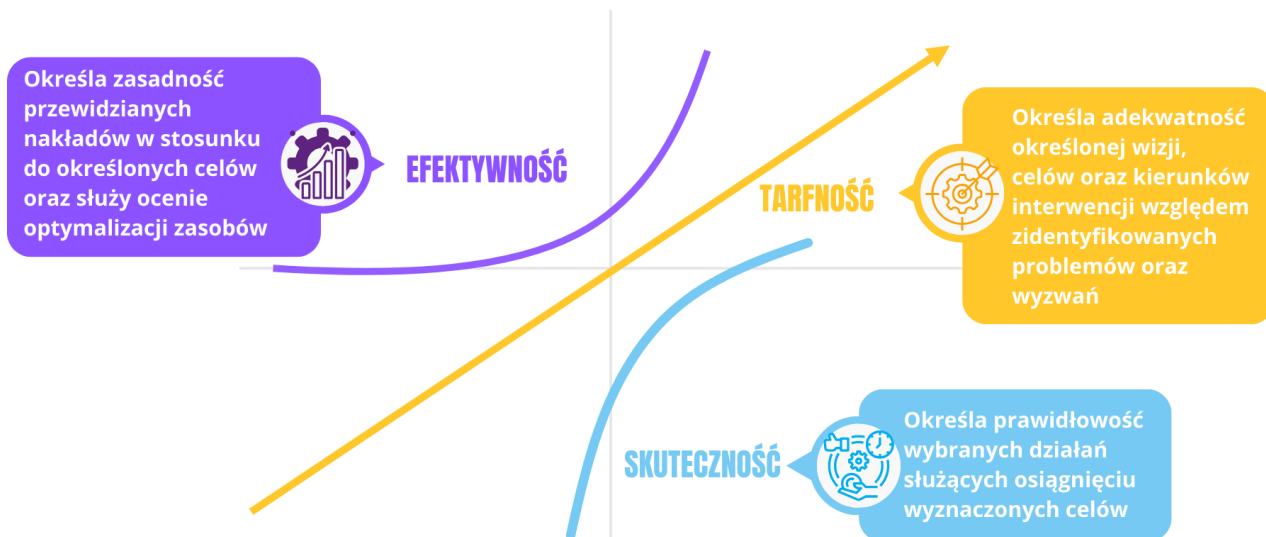 Określa zasadność
przewidzianych
nakładów w stosunku
do określonych celów
oraz służy ocenie
optymalizacji zasobów
EFEKTYWNOŚĆ
TARFNOŚĆ
Określa adekwatność
określonej wizji,
celów oraz kierunków
interwencji względem
zidentyfikowanych
problemów oraz
wyzwań
SKUTECZNOŚĆ
Określa prawidłowość
wybranych działań
służących osiągnięciu
wyznaczonych celów